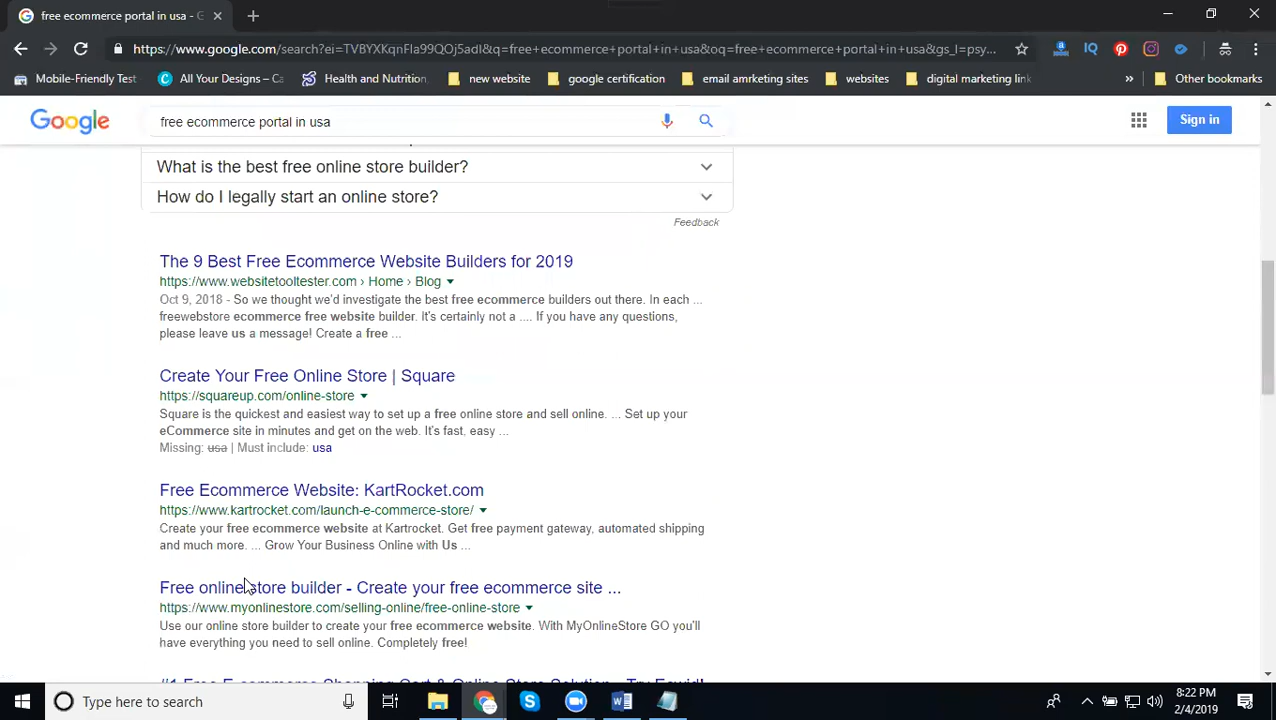 free ecommerce portal in usa - G
https://www.google.com/search?ei=TVBYXKqnFIa99QOj5adI&q=free+ecommerce+portal+in+usa&oq=free+ecommerce+portal+in+usa&gs_l=psy...
Mobile-Friendly Test
All Your Designs – Ca
Health and Nutrition
new website
google certification
email amrketing sites
websites
digital marketing link
»
Other bookmarks
Google
free ecommerce portal in usa
Sign in
What is the best free online store builder?
How do I legally start an online store?
Feedback
The 9 Best Free Ecommerce Website Builders for 2019
https://www.websitetooltester.com › Home › Blog
Oct 9, 2018 - So we thought we'd investigate the best free ecommerce builders out there. In each ...
freewebstore ecommerce free website builder. It's certainly not a .... If you have any questions,
please leave us a message! Create a free ...
Create Your Free Online Store | Square
https://squareup.com/online-store
Square is the quickest and easiest way to set up a free online store and sell online. ... Set up your
eCommerce site in minutes and get on the web. It's fast, easy ...
Missing: usa | Must include: usa
Free Ecommerce Website: KartRocket.com
https://www.kartrocket.com/launch-e-commerce-store/
Create your free ecommerce website at Kartrocket. Get free payment gateway, automated shipping
and much more. ... Grow Your Business Online with Us ...
Free online store builder - Create your free ecommerce site ...
https://www.myonlinestore.com/selling-online/free-online-store
Use our online store builder to create your free ecommerce website. With MyOnlineStore GO you'll
have everything you need to sell online. Completely free!
#1 Free E-commerce Shopping Cart & Online Store Solution - Try Ecwid!
Type here to search
8:22 PM
2/4/2019